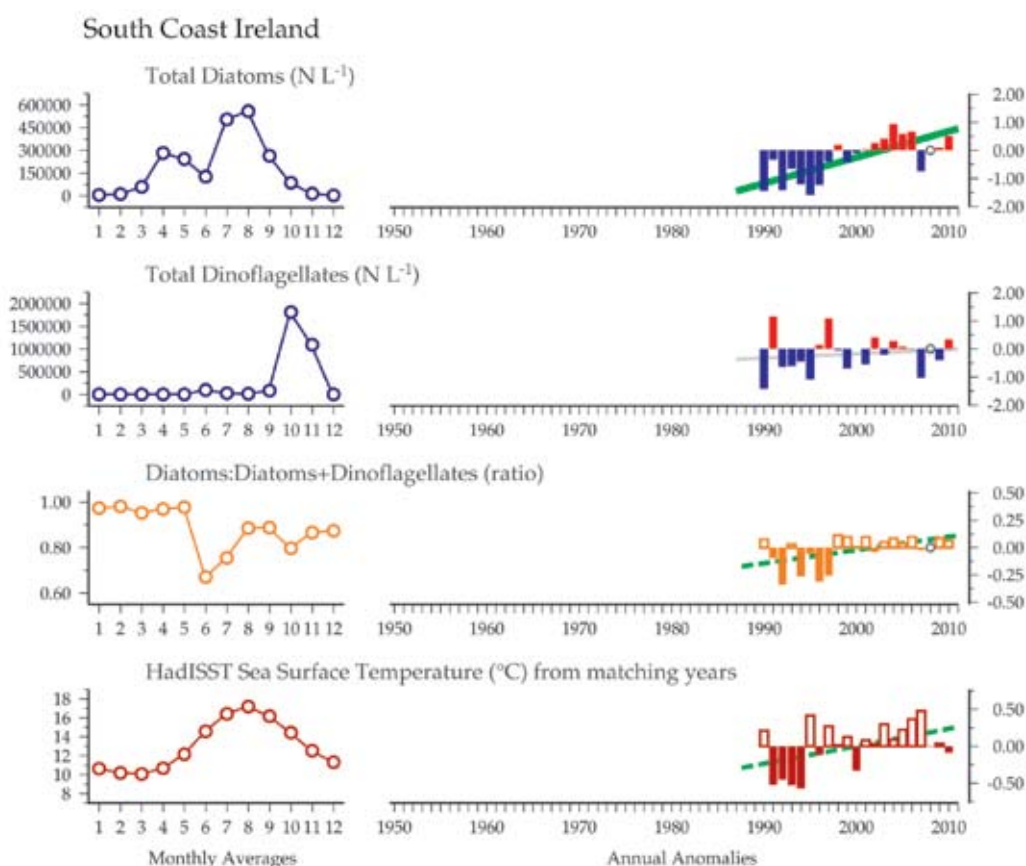 South Coast Ireland
Total Diatoms (N L⁻¹)
600000
450000
300000
150000
0
1 2 3 4 5 6 7 8 9 10 11 12
1950 1960 1970 1980 1990 2000 2010
2.00
1.00
0.00
-1.00
-2.00
Total Dinoflagellates (N L⁻¹)
2000000
1500000
1000000
500000
0
1 2 3 4 5 6 7 8 9 10 11 12
1950 1960 1970 1980 1990 2000 2010
2.00
1.00
0.00
-1.00
-2.00
Diatoms:Diatoms+Dinoflagellates (ratio)
1.00
0.80
0.60
1 2 3 4 5 6 7 8 9 10 11 12
1950 1960 1970 1980 1990 2000 2010
0.50
0.25
0.00
-0.25
-0.50
HadISST Sea Surface Temperature (°C) from matching years
18
16
14
12
10
8
1 2 3 4 5 6 7 8 9 10 11 12
1950 1960 1970 1980 1990 2000 2010
0.50
0.00
-0.50
Monthly Averages
Annual Anomalies